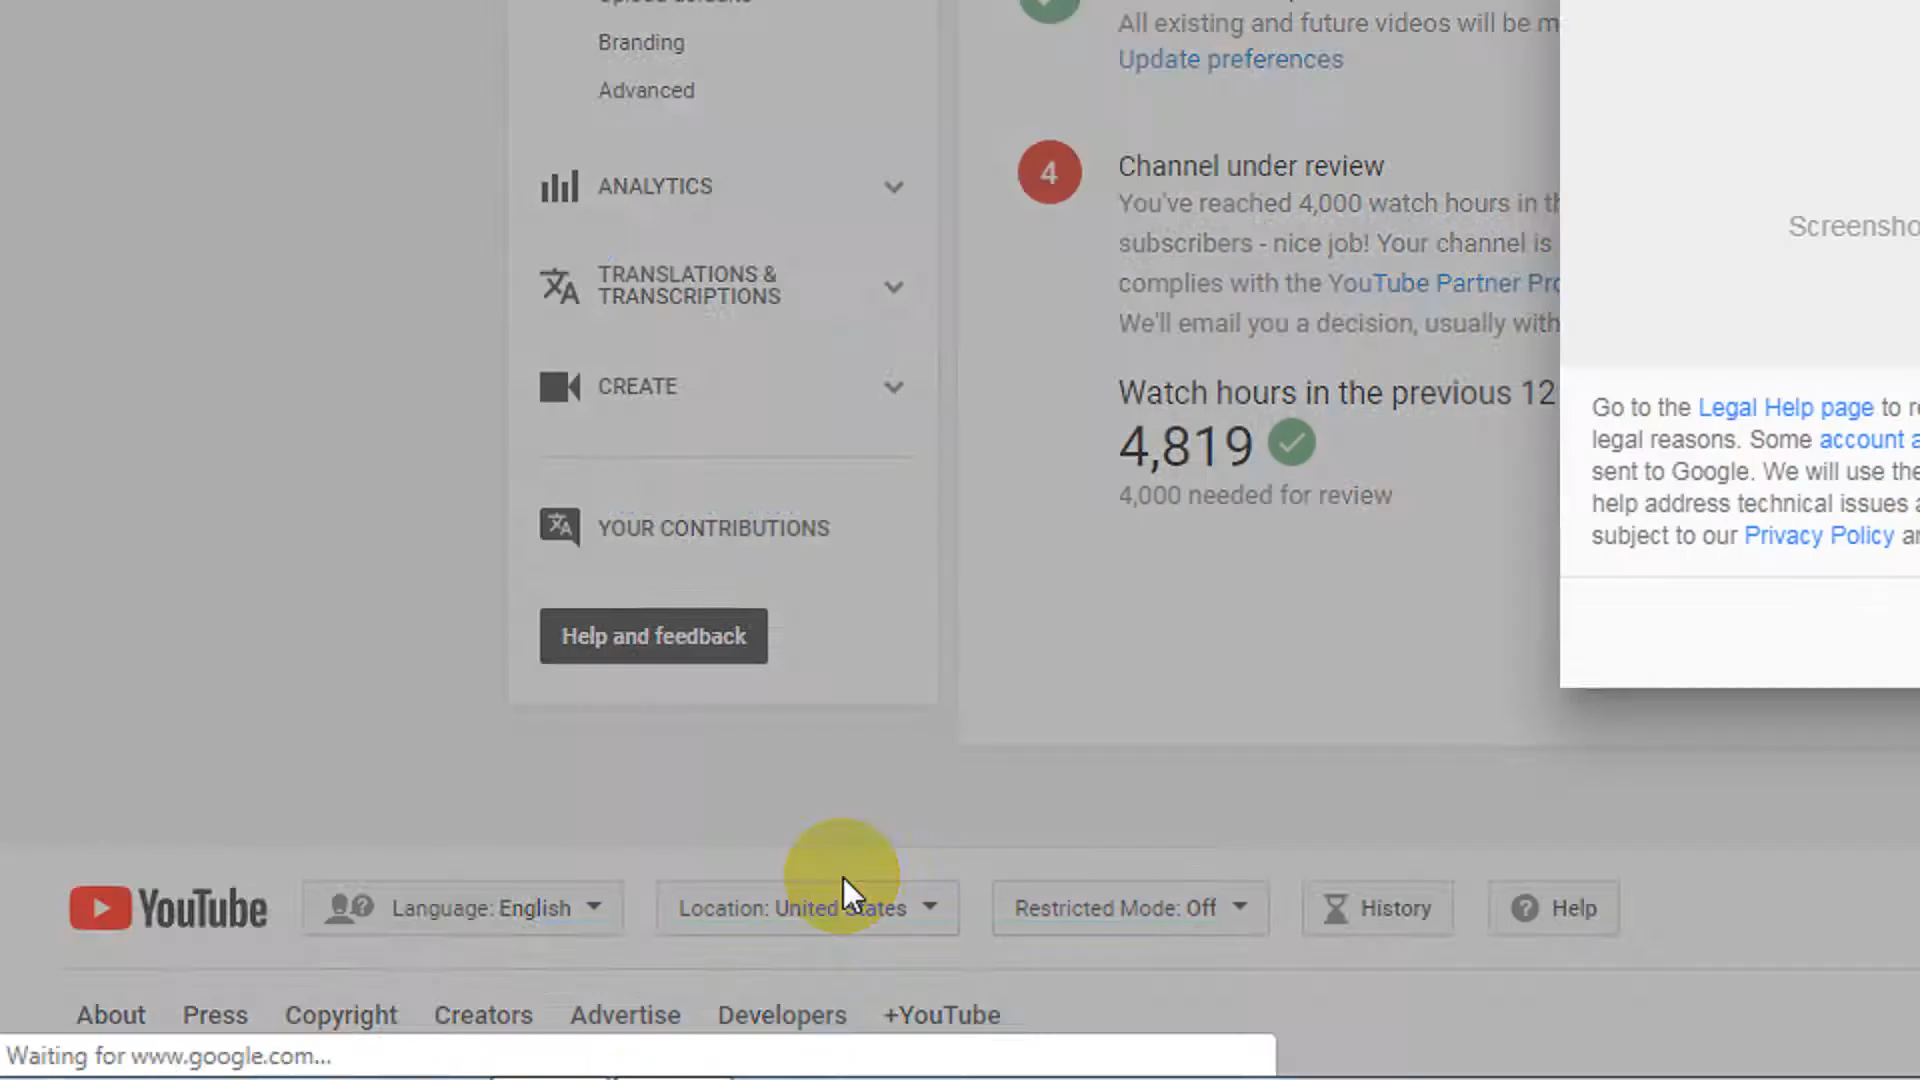 Branding
Advanced
ANALYTICS
TRANSLATIONS &
TRANSCRIPTIONS
CREATE
YOUR CONTRIBUTIONS
Help and feedback
All existing and future videos will be m
Update preferences
4
Channel under review
You've reached 4,000 watch hours in th
subscribers - nice job! Your channel is
complies with the YouTube Partner Pro
We'll email you a decision, usually with
Watch hours in the previous 12
4,819
4,000 needed for review
Screensho
Go to the Legal Help page to re
legal reasons. Some account a
sent to Google. We will use the
help address technical issues a
subject to our Privacy Policy an
YouTube Language: English Location: United States Restricted Mode: Off History Help
About Press Copyright Creators Advertise Developers +YouTube
Waiting for www.google.com...